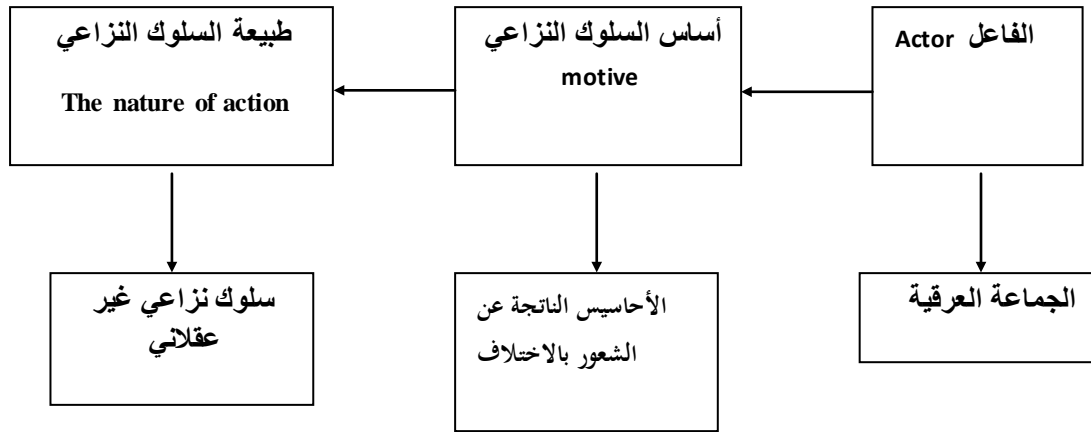 الفاعل Actor
أساس السلوك النزاعي
motive
طبيعة السلوك النزاعي
The nature of action
الجماعة العرقية
الأحاسيس الناتجة عن
الشعور بالاختلاف
سلوك نزاعي غير
عقلاني